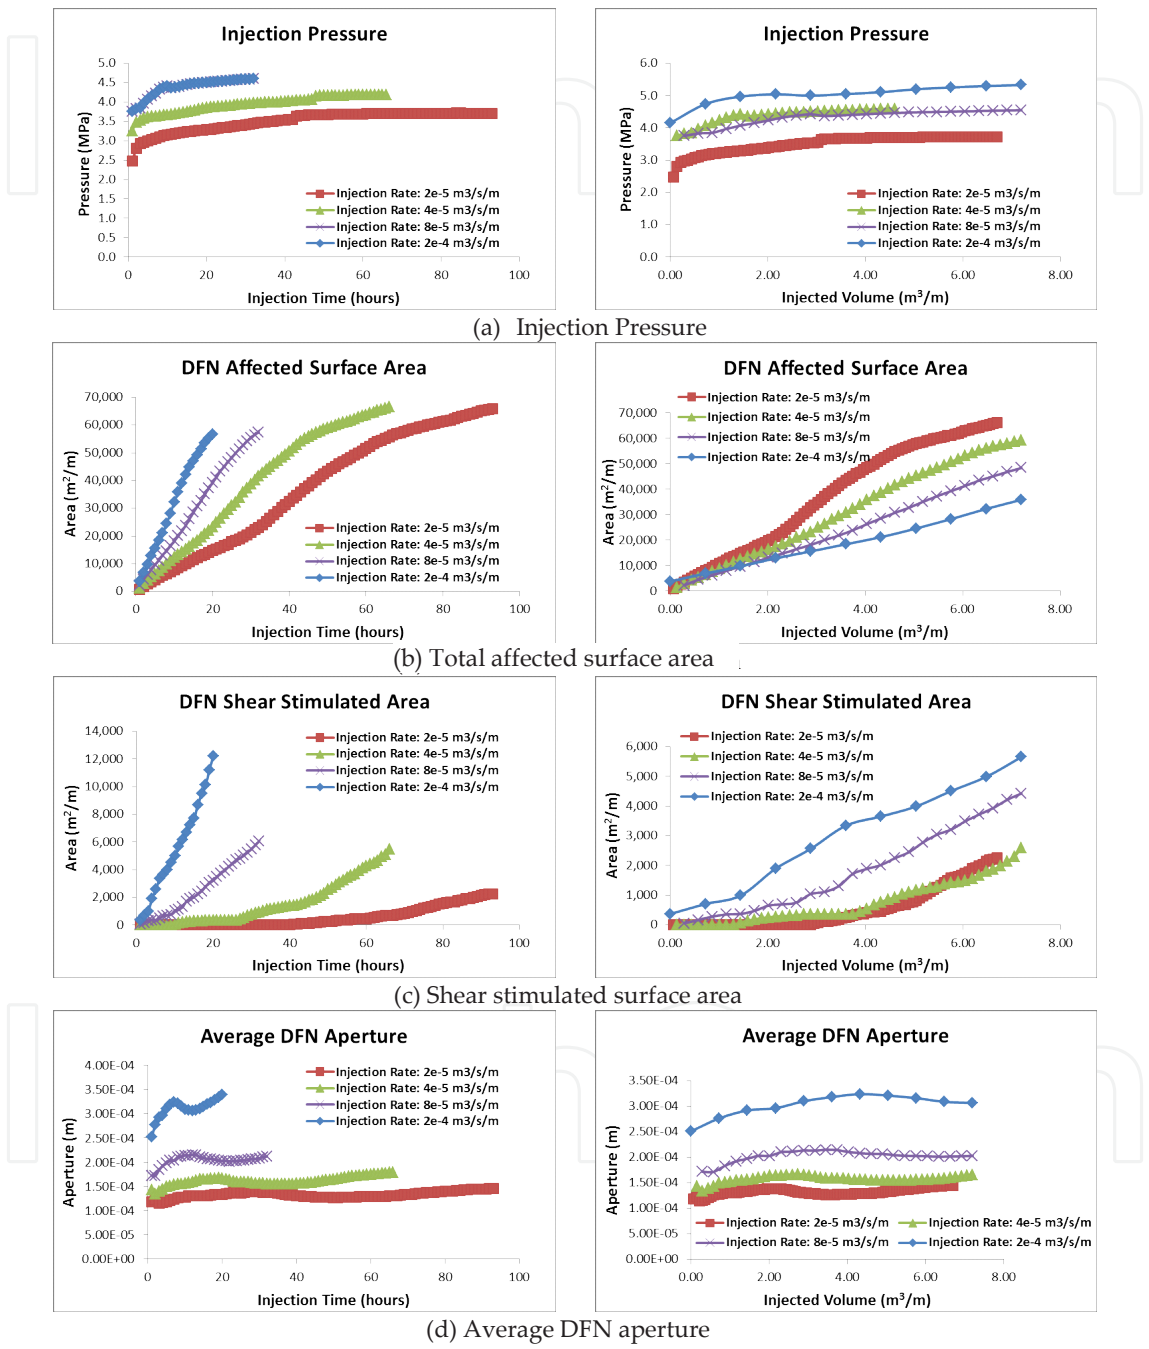 Injection Pressure
5.0
4.5
4.0
3.5
3.0
2.5
2.0
1.5
1.0
0.5
0.0
Pressure (MPa)
Injection Rate: 2e-5 m3/s/m
Injection Rate: 4e-5 m3/s/m
Injection Rate: 8e-5 m3/s/m
Injection Rate: 2e-4 m3/s/m
0 20 40 60 80 100
Injection Time (hours)
Injection Pressure
6.0
5.0
4.0
3.0
2.0
1.0
0.0
Pressure (MPa)
Injection Rate: 2e-5 m3/s/m
Injection Rate: 4e-5 m3/s/m
Injection Rate: 8e-5 m3/s/m
Injection Rate: 2e-4 m3/s/m
0.00 2.00 4.00 6.00 8.00
Injected Volume (m³/m)
(a) Injection Pressure
DFN Affected Surface Area
70,000
60,000
50,000
40,000
30,000
20,000
10,000
0
Area (m²/m)
Injection Rate: 2e-5 m3/s/m
Injection Rate: 4e-5 m3/s/m
Injection Rate: 8e-5 m3/s/m
Injection Rate: 2e-4 m3/s/m
0 20 40 60 80 100
Injection Time (hours)
DFN Affected Surface Area
Injection Rate: 2e-5 m3/s/m
Injection Rate: 4e-5 m3/s/m
Injection Rate: 8e-5 m3/s/m
Injection Rate: 2e-4 m3/s/m
70,000
60,000
50,000
40,000
30,000
20,000
10,000
0
Area (m²/m)
0.00 2.00 4.00 6.00 8.00
Injected Volume (m³/m)
(b) Total affected surface area
DFN Shear Stimulated Area
14,000
12,000
10,000
8,000
6,000
4,000
2,000
0
Area (m²/m)
Injection Rate: 2e-5 m3/s/m
Injection Rate: 4e-5 m3/s/m
Injection Rate: 8e-5 m3/s/m
Injection Rate: 2e-4 m3/s/m
0 20 40 60 80 100
Injection Time (hours)
DFN Shear Stimulated Area
Injection Rate: 2e-5 m3/s/m
Injection Rate: 4e-5 m3/s/m
Injection Rate: 8e-5 m3/s/m
Injection Rate: 2e-4 m3/s/m
6,000
5,000
4,000
3,000
2,000
1,000
0
Area (m²/m)
0.00 2.00 4.00 6.00 8.00
Injected Volume (m³/m)
(c) Shear stimulated surface area
Average DFN Aperture
4.00E-04
3.50E-04
3.00E-04
2.50E-04
2.00E-04
1.50E-04
1.00E-04
5.00E-05
0.00E+00
Aperture (m)
Injection Rate: 2e-5 m3/s/m
Injection Rate: 4e-5 m3/s/m
Injection Rate: 8e-5 m3/s/m
Injection Rate: 2e-4 m3/s/m
0 20 40 60 80 100
Injection Time (hours)
Average DFN Aperture
3.50E-04
3.00E-04
2.50E-04
2.00E-04
1.50E-04
1.00E-04
5.00E-05
0.00E+00
Aperture (m)
Injection Rate: 2e-5 m3/s/m Injection Rate: 4e-5 m3/s/m
Injection Rate: 8e-5 m3/s/m Injection Rate: 2e-4 m3/s/m
0.00 2.00 4.00 6.00 8.00
Injected Volume (m³/m)
(d) Average DFN aperture